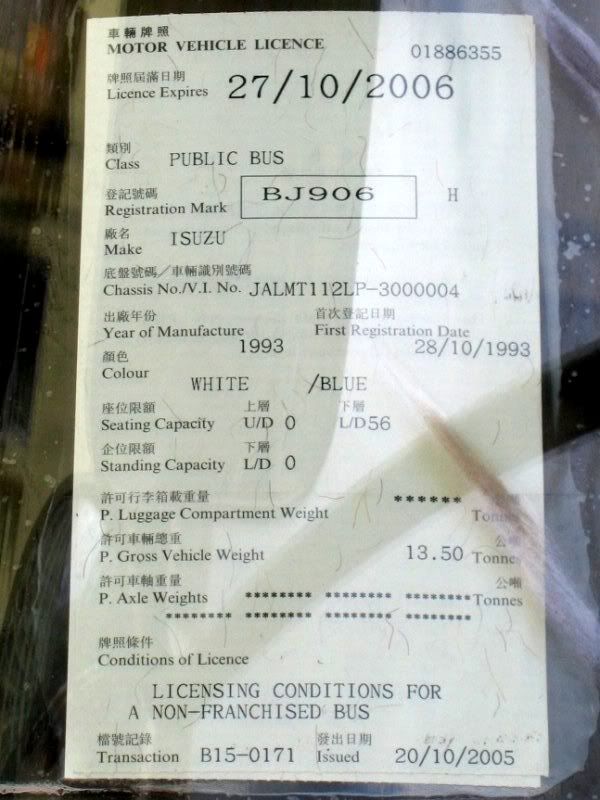 車輛牌照
MOTOR VEHICLE LICENCE 01886355
牌照屆滿日期
Licence Expires 27/10/2006
類別
Class PUBLIC BUS
登記號碼
Registration Mark BJ906 H
廠名
Make ISUZU
底盤號碼／車輛識別號碼
Chassis No./V.I. No. JALMT112LP-3000004
出廠年份 首次登記日期
Year of Manufacture First Registration Date
1993 28/10/1993
顏色
Colour
WHITE /BLUE
座位限額 上層 下層
Seating Capacity U/D 0 L/D 56
企位限額 下層
Standing Capacity L/D 0
許可行李箱載重量 ****** 公噸
P. Luggage Compartment Weight Tonnes
許可車輛總重 公噸
P. Gross Vehicle Weight 13.50 Tonnes
許可車軸重量 公噸
P. Axle Weights ******** ******** ******** Tonnes
******** ******** ********
牌照條件
Conditions of Licence
LICENSING CONDITIONS FOR
A NON-FRANCHISED BUS
檔號記錄 發出日期
Transaction B15-0171 Issued 20/10/2005